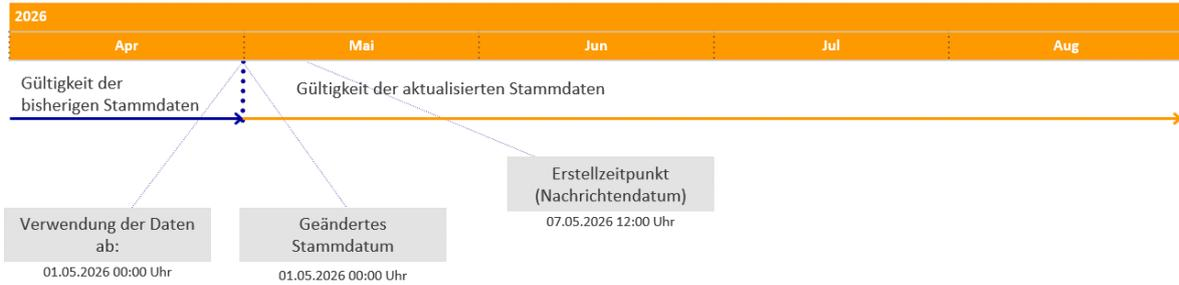 2026
Apr
Mai
Jun
Jul
Aug
Gültigkeit der
bisherigen Stammdaten
Gültigkeit der aktualisierten Stammdaten
Erstellzeitpunkt
(Nachrichtendatum)
07.05.2026 12:00 Uhr
Verwendung der Daten
ab:
01.05.2026 00:00 Uhr
Geändertes
Stammdatum
01.05.2026 00:00 Uhr